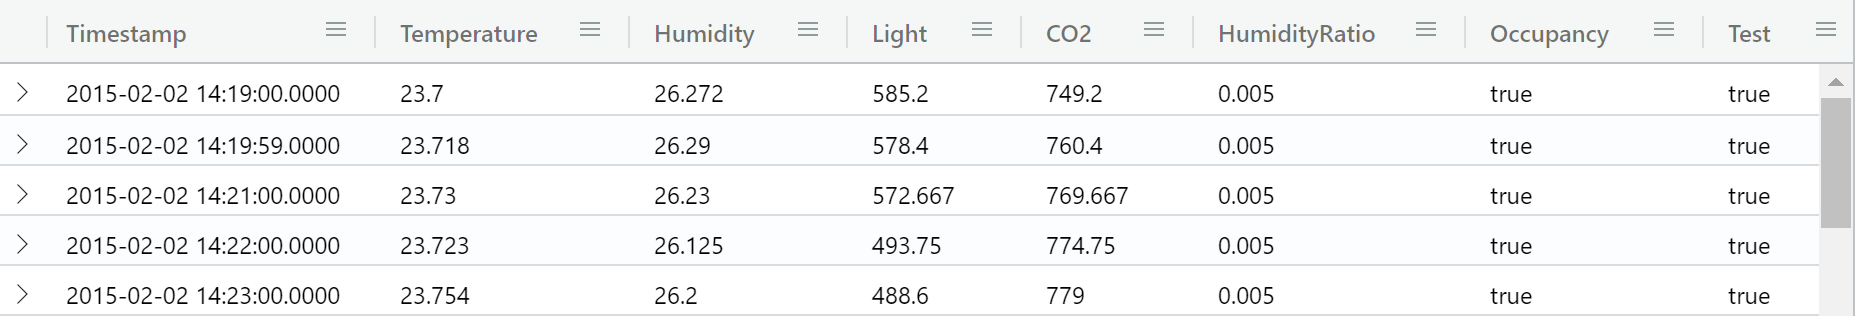 Timestamp Temperature Humidity Light CO2 HumidityRatio Occupancy Test
2015-02-02 14:19:00.0000 23.7 26.272 585.2 749.2 0.005 true true
2015-02-02 14:19:59.0000 23.718 26.29 578.4 760.4 0.005 true true
2015-02-02 14:21:00.0000 23.73 26.23 572.667 769.667 0.005 true true
2015-02-02 14:22:00.0000 23.723 26.125 493.75 774.75 0.005 true true
2015-02-02 14:23:00.0000 23.754 26.2 488.6 779 0.005 true true